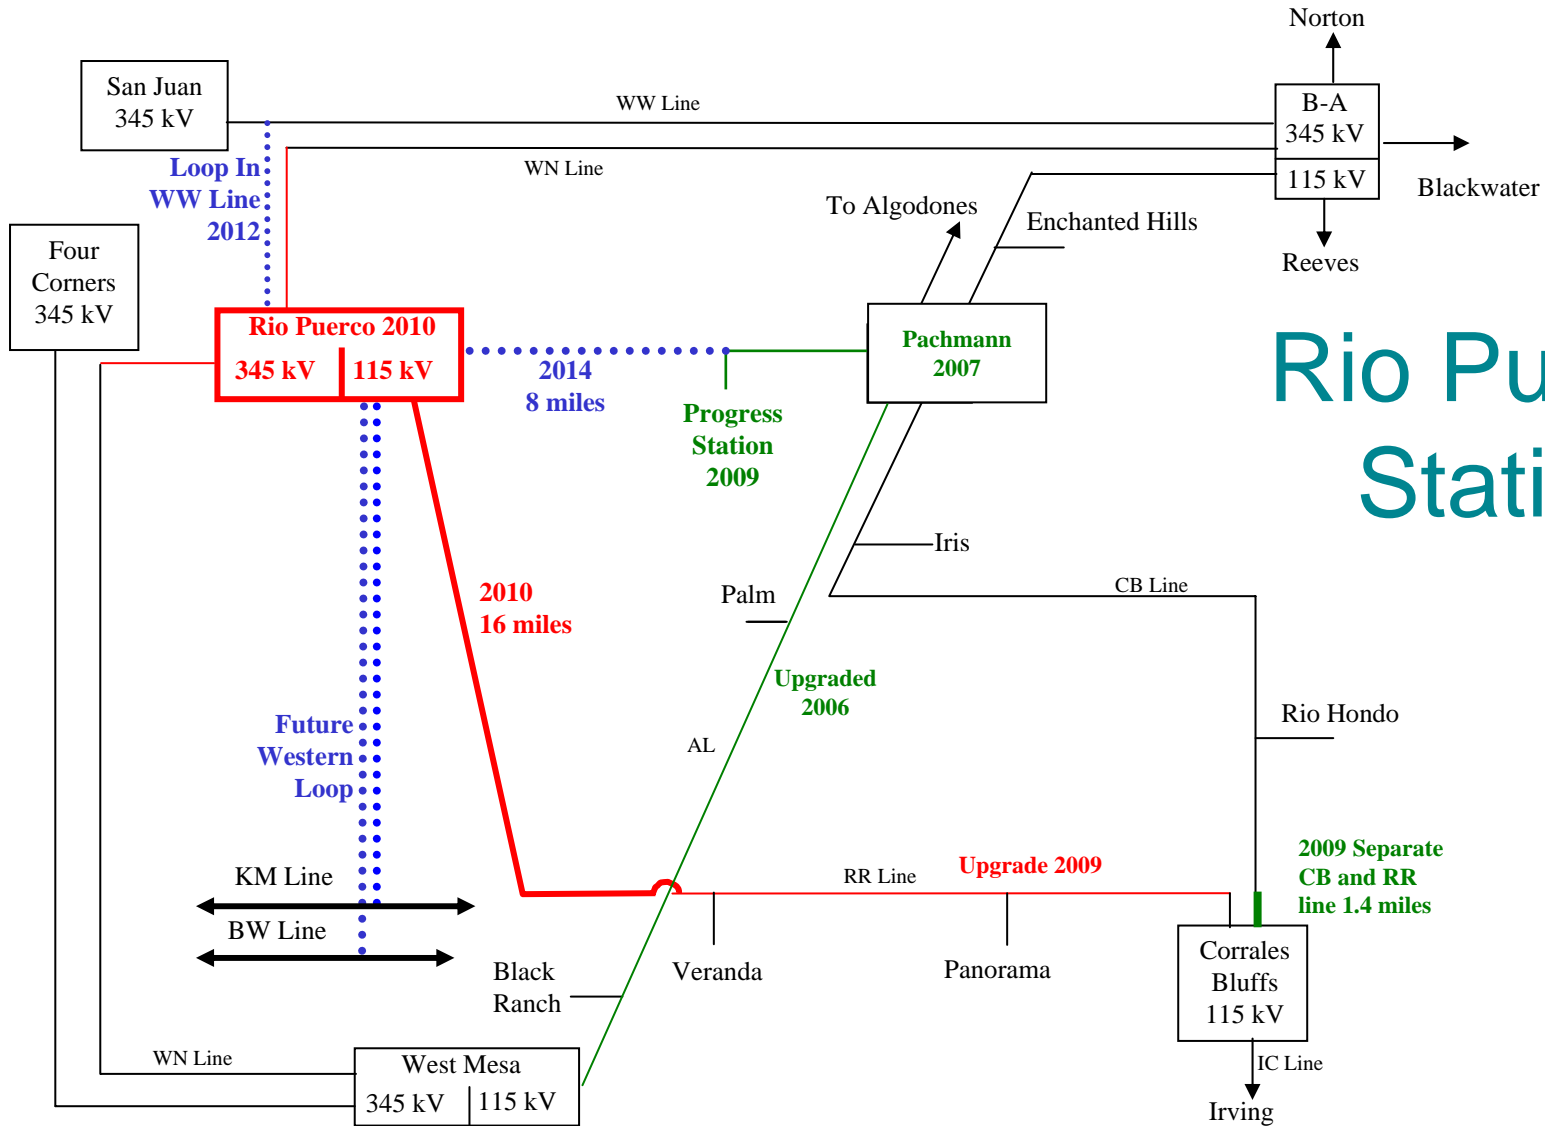 Norton
San Juan
345 kV
WW Line
B-A
345 kV
115 kV
WN Line
Blackwater
Loop In
WW Line
2012
To Algodones
Enchanted Hills
Reeves
Four
Corners
345 kV
Rio Puerco 2010
345 kV
115 kV
2014
8 miles
Pachmann
2007
Rio Pu
Stati
Progress
Station
2009
Iris
CB Line
Palm
2010
16 miles
Upgraded
2006
Rio Hondo
Future
Western
Loop
AL
KM Line
BW Line
RR Line
Upgrade 2009
2009 Separate
CB and RR
line 1.4 miles
Black
Ranch
Veranda
Panorama
Corrales
Bluffs
115 kV
WN Line
West Mesa
345 kV
115 kV
IC Line
Irving